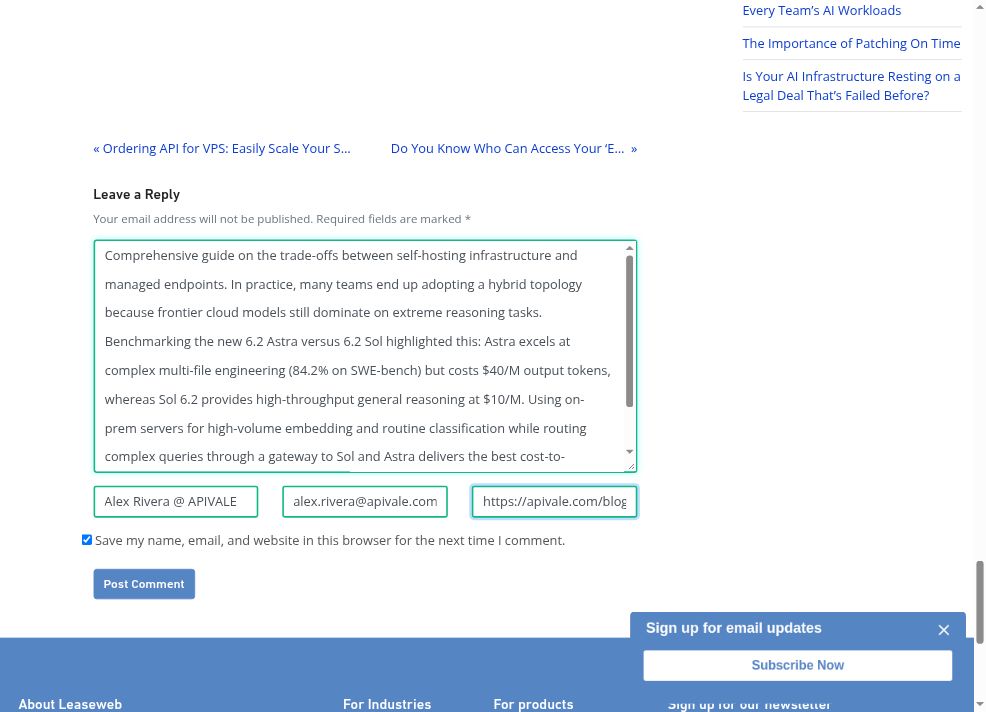 Every Team's AI Workloads
The Importance of Patching On Time
Is Your AI Infrastructure Resting on a
Legal Deal That's Failed Before?
« Ordering API for VPS: Easily Scale Your S...
Do You Know Who Can Access Your 'E... »
Leave a Reply
Your email address will not be published. Required fields are marked *
Comprehensive guide on the trade-offs between self-hosting infrastructure and
managed endpoints. In practice, many teams end up adopting a hybrid topology
because frontier cloud models still dominate on extreme reasoning tasks.
Benchmarking the new 6.2 Astra versus 6.2 Sol highlighted this: Astra excels at
complex multi-file engineering (84.2% on SWE-bench) but costs $40/M output tokens,
whereas Sol 6.2 provides high-throughput general reasoning at $10/M. Using on-
prem servers for high-volume embedding and routine classification while routing
complex queries through a gateway to Sol and Astra delivers the best cost-to-
Alex Rivera @ APIVALE
alex.rivera@apivale.com
https://apivale.com/blog
Save my name, email, and website in this browser for the next time I comment.
Post Comment
Sign up for email updates
Subscribe Now
About Leaseweb
For Industries
For products
Sign up for our newsletter